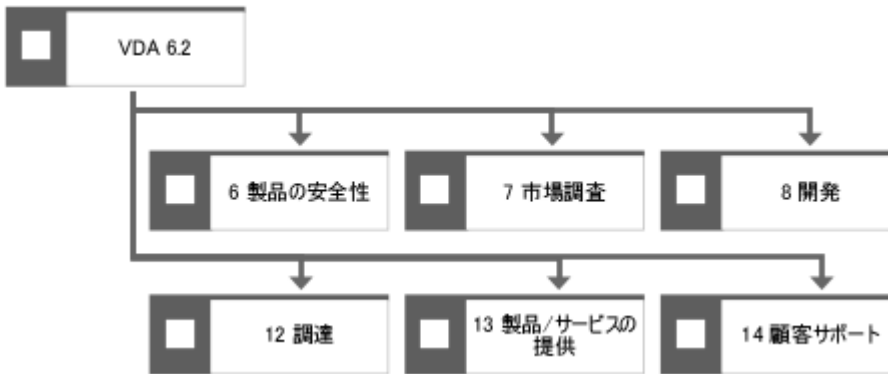 VDA 6.2
6 製品の安全性
7 市場調査
8 開発
12 調達
13 製品/サービスの
提供
14 顧客サポート